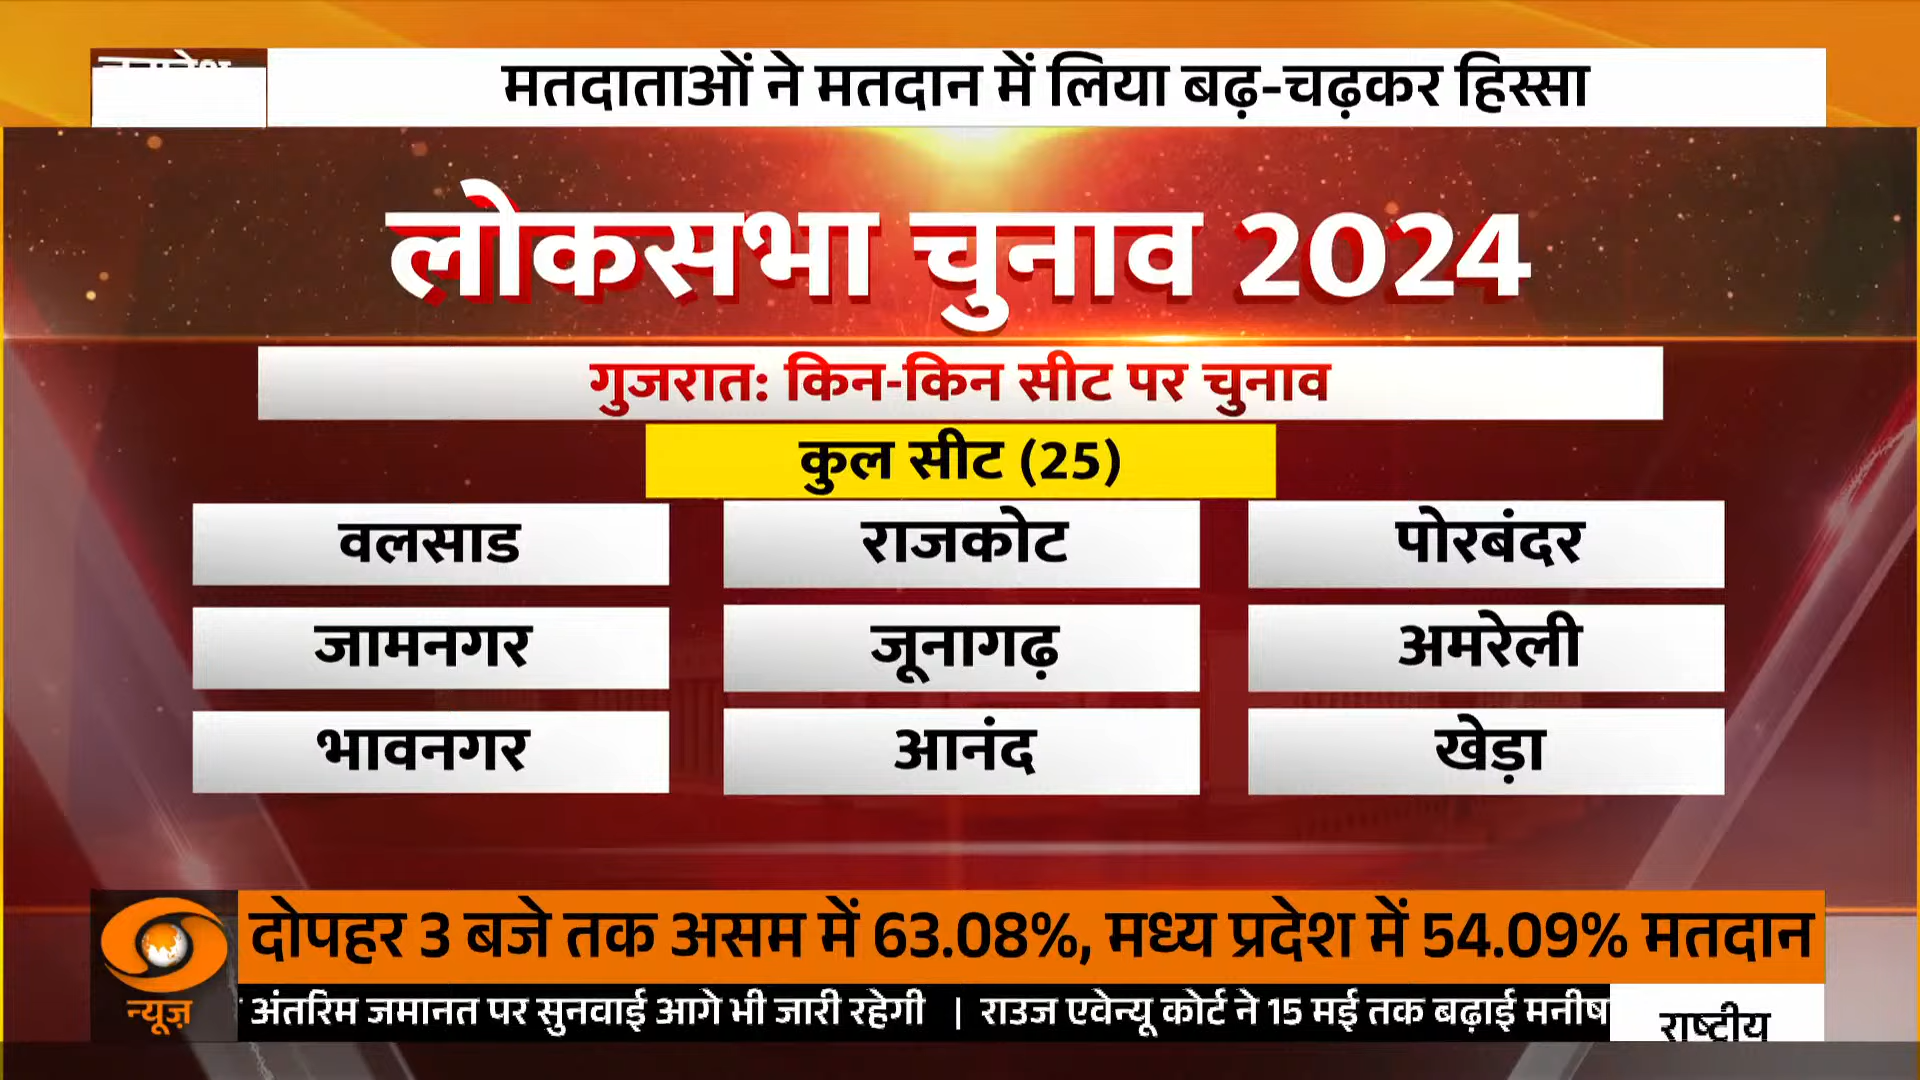 मतदाताओं ने मतदान में लिया बढ़-चढ़कर हिस्सा
लोकसभा चुनाव 2024
गुजरात: किन-किन सीट पर चुनाव
कुल सीट (25)
वलसाड राजकोट पोरबंदर
जामनगर जूनागढ़ अमरेली
भावनगर आनंद खेड़ा
दोपहर 3 बजे तक असम में 63.08%, मध्य प्रदेश में 54.09% मतदान
न्यूज़ अंतरिम जमानत पर सुनवाई आगे भी जारी रहेगी | राउज एवेन्यू कोर्ट ने 15 मई तक बढ़ाई मनीष राष्ट्रीय